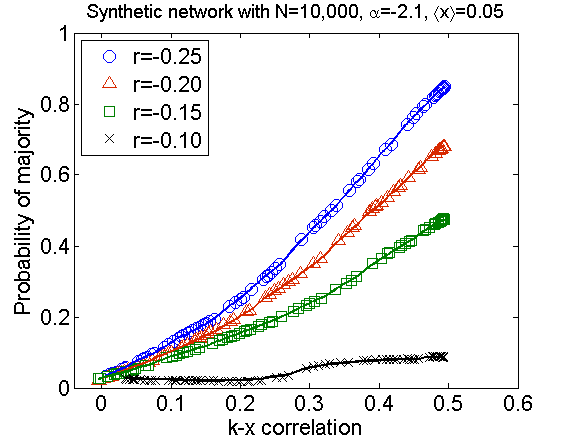 Synthetic network with N=10,000, α=-2.1, ⟨x⟩=0.05
r=-0.25
r=-0.20
r=-0.15
r=-0.10
Probability of majority
1
0.8
0.6
0.4
0.2
0
0 0.1 0.2 0.3 0.4 0.5 0.6
k-x correlation